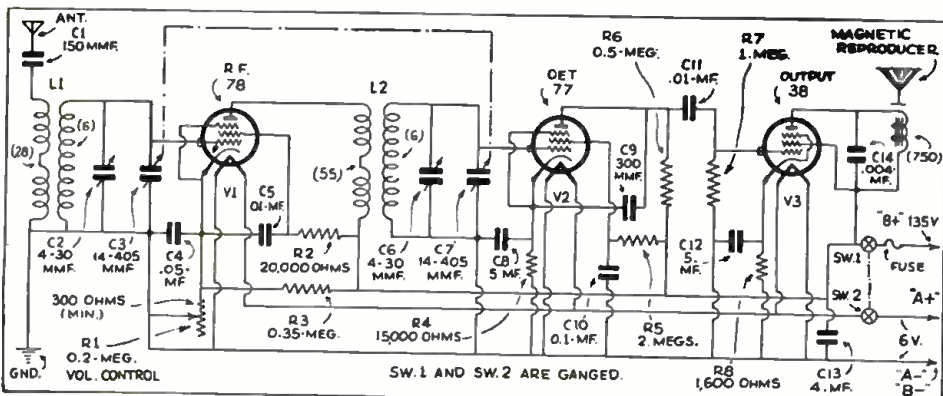 ANT.
C1
150 MMF.
L1
(28)
(6)
R.F.
78
V1
C2
4-30
MMF.
C3
14-405
MMF.
C4
.05-
MF.
C5
.01-MF.
R2
20,000 OHMS
300 OHMS
(MIN.)
R1
0.2-MEG.
VOL. CONTROL
GND.
R3
0.35-MEG.
L2
(55)
(6)
C6
4-30
MMF.
C7
14-405
MMF.
DET.
77
V2
C8
5 MF.
R4
15,000 OHMS
C9
300
MMF.
C10
0.1-MF.
R5
2 MEGS.
R6
0.5-MEG.
C11
.01-MF.
R7
1. MEG.
OUTPUT
38
V3
C12
5.
MF.
R8
1,600 OHMS
MAGNETIC
REPRODUCER
(750)
C14
.004-
MF.
"B+" 135V
SW.1
FUSE
SW.2
"A+"
6 V.
"A-"
"B-"
C13
4. MF.
SW.1 AND SW.2 ARE GANGED.